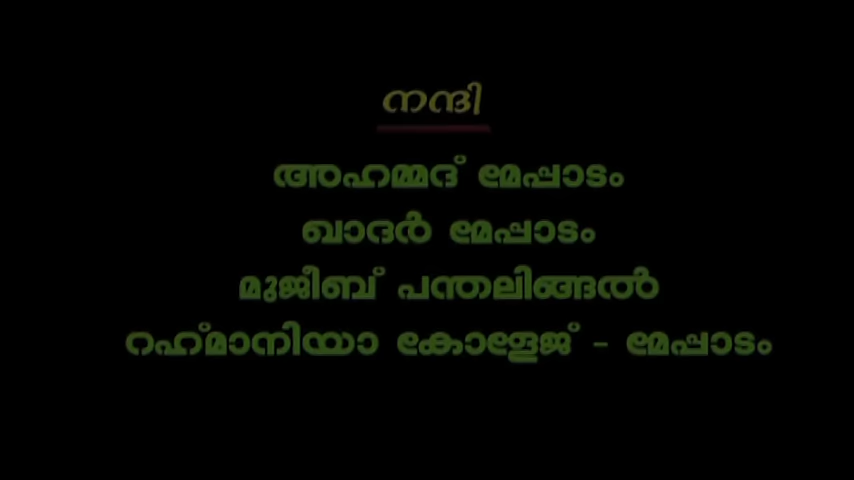 നന്ദി
അഹമ്മദ് മേപ്പാടം
ഖാദർ മേപ്പാടം
മുജീബ് പന്തലിങ്ങൽ
റഹ്മാനിയാ കോളേജ് - മേപ്പാടം